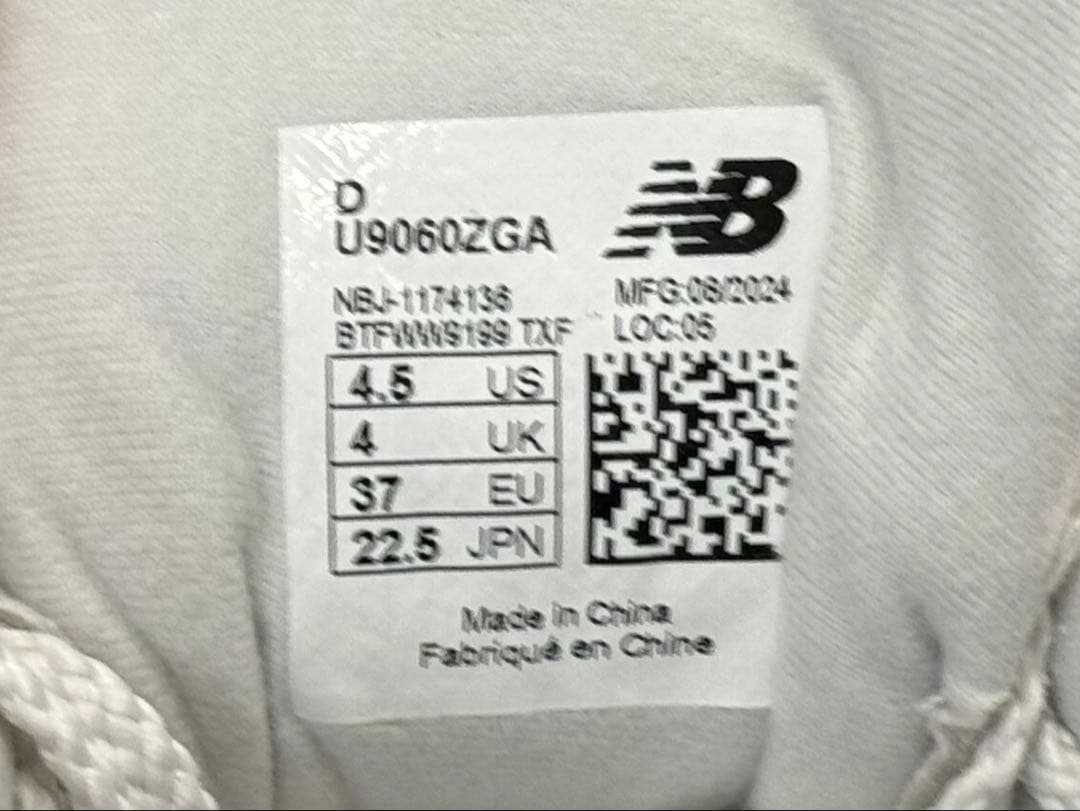 D
U9060ZGA
NB
NBJ-1174136
MFG:08/2024
BTFWW9199 TXF
LOC:05
4.5 US
4 UK
37 EU
22.5 JPN
Made in China
Fabriqué en Chine